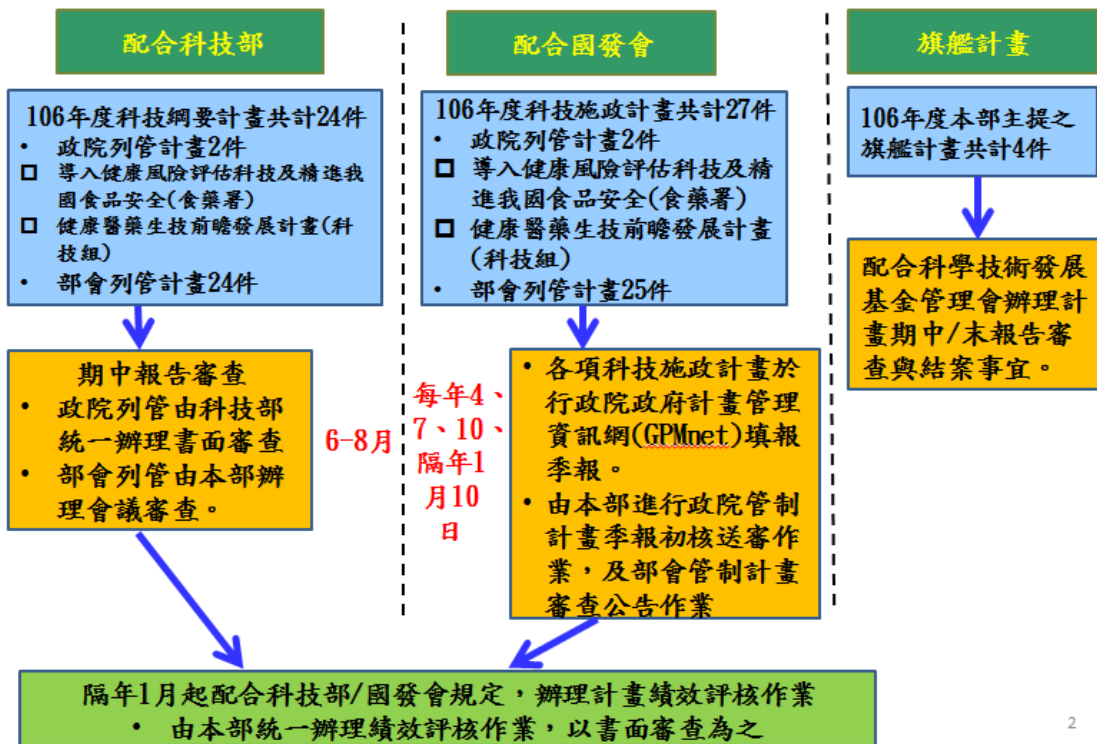 配合科技部
106年度科技綱要計畫共計24件
• 政院列管計畫2件
導入健康風險評估科技及精進我
國食品安全(食藥署)
健康醫藥生技前瞻發展計畫(科
技組)
• 部會列管計畫24件
期中報告審查
• 政院列管由科技部
統一辦理書面審查
• 部會列管由本部辦
理會議審查。
6-8月
配合國發會
106年度科技施政計畫共計27件
• 政院列管計畫2件
導入健康風險評估科技及精
進我國食品安全(食藥署)
健康醫藥生技前瞻發展計畫
(科技組)
• 部會列管計畫25件
每年4、
7、10、
隔年1
月10
日
• 各項科技施政計畫於
行政院政府計畫管理
資訊網(GPMnet)填報
季報。
• 由本部進行政院管制
計畫季報初核送審作
業，及部會管制計畫
審查公告作業
旗艦計畫
106年度本部主提之
旗艦計畫共計4件
配合科學技術發展
基金管理會辦理計
畫期中/末報告審
查與結案事宜。
隔年1月起配合科技部/國發會規定，辦理計畫績效評核作業
• 由本部統一辦理績效評核作業，以書面審查為之
2